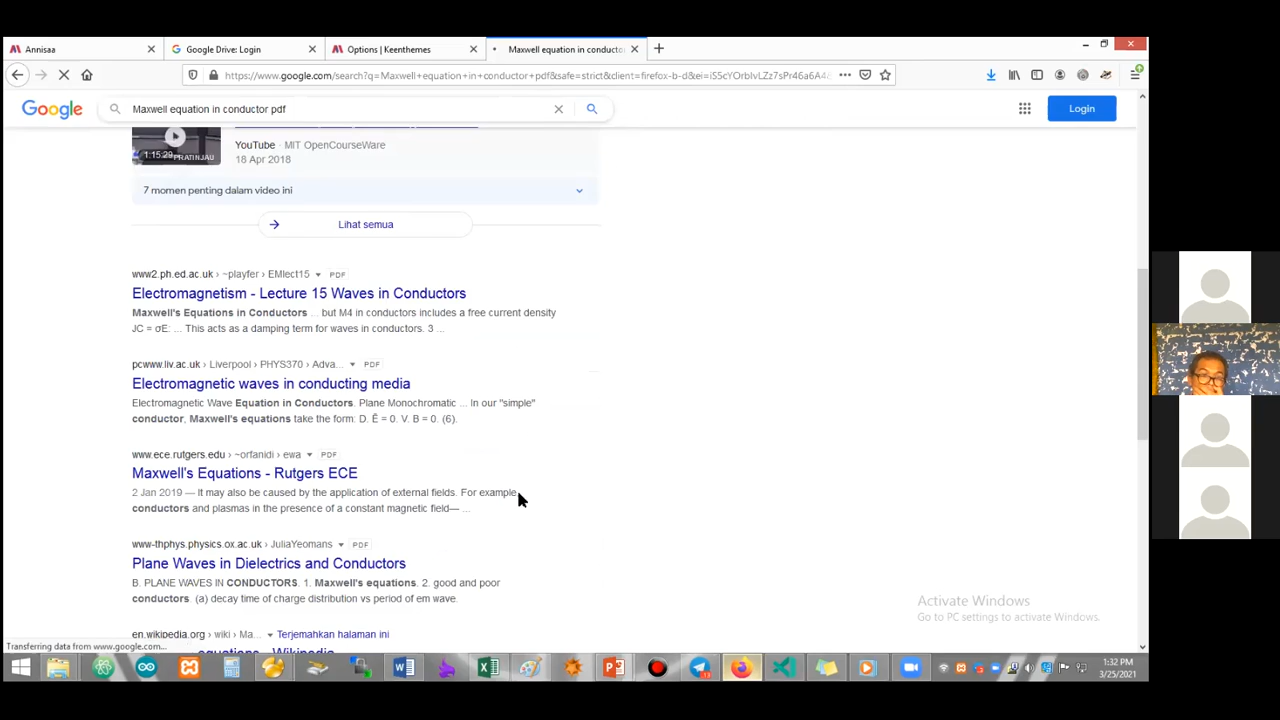 Annisaa
Google Drive: Login
Options | Keenthemes
Maxwell equation in conducto
https://www.google.com/search?q=Maxwell+equation+in+conductor+pdf&safe=strict&client=firefox-b-d&ei=
Google
Maxwell equation in conductor pdf
Login
1:15:29
PRATINJAU
YouTube · MIT OpenCourseWare
18 Apr 2018
7 momen penting dalam video ini
Lihat semua
www2.ph.ed.ac.uk › ~playfer › EMlect15 PDF
Electromagnetism - Lecture 15 Waves in Conductors
Maxwell's Equations in Conductors ... but M4 in conductors includes a free current density
JC = σE: ... This acts as a damping term for waves in conductors. 3 ...
pcwww.liv.ac.uk › Liverpool › PHYS370 › Adva... PDF
Electromagnetic waves in conducting media
Electromagnetic Wave Equation in Conductors. Plane Monochromatic ... In our "simple"
conductor, Maxwell's equations take the form: D. Ē = 0. V. B = 0. (6).
www.ece.rutgers.edu › ~orfanidi › ewa PDF
Maxwell's Equations - Rutgers ECE
2 Jan 2019 — It may also be caused by the application of external fields. For example,
conductors and plasmas in the presence of a constant magnetic field— ...
www-thphys.physics.ox.ac.uk › JuliaYeomans PDF
Plane Waves in Dielectrics and Conductors
B. PLANE WAVES IN CONDUCTORS. 1. Maxwell's equations. 2. good and poor
conductors. (a) decay time of charge distribution vs period of em wave.
en.wikipedia.org › wiki › Ma... Terjemahkan halaman ini
equations - Wikipedia
Transferring data from www.google.com...
Activate Windows
Go to PC settings to activate Windows.
1:32 PM
3/25/2021